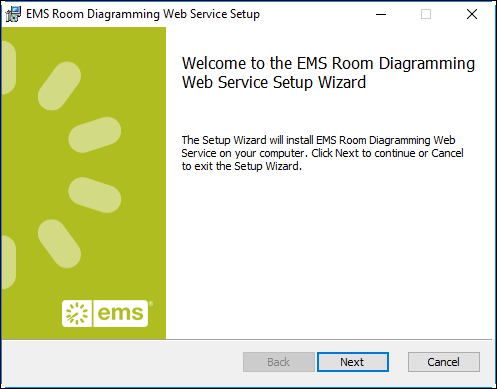 EMS Room Diagramming Web Service Setup
Welcome to the EMS Room Diagramming
Web Service Setup Wizard
The Setup Wizard will install EMS Room Diagramming Web
Service on your computer. Click Next to continue or Cancel
to exit the Setup Wizard.
ems®
Back
Next
Cancel